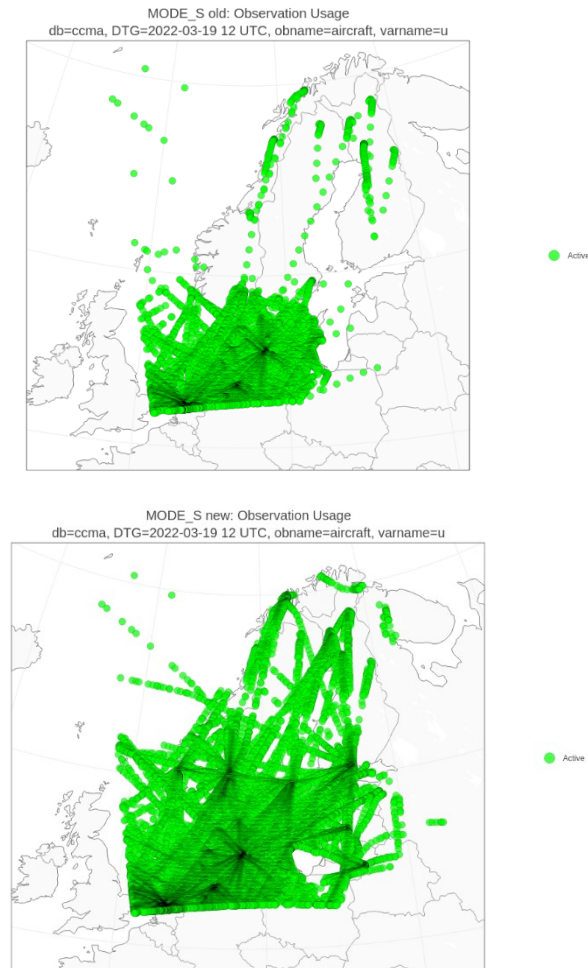 MODE_S old: Observation Usage
db=ccma, DTG=2022-03-19 12 UTC, obname=aircraft, varname=u
Active
MODE_S new: Observation Usage
db=ccma, DTG=2022-03-19 12 UTC, obname=aircraft, varname=u
Active